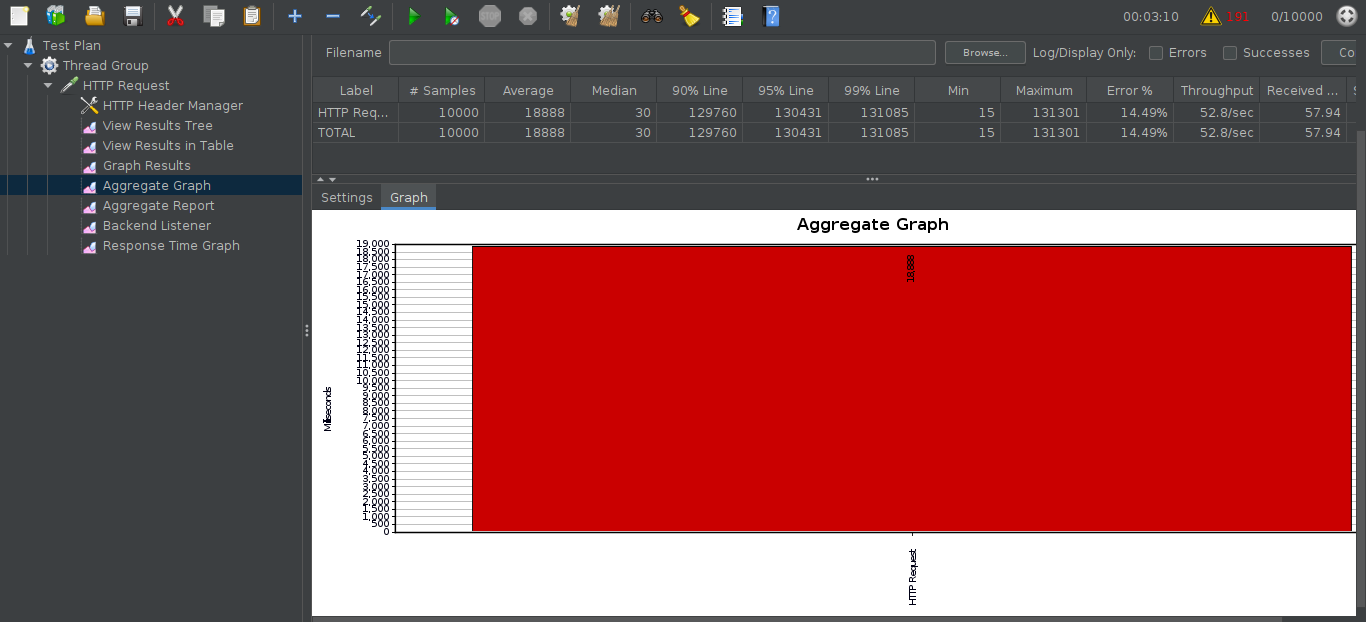 STOP
00:03:10
191
0/10000
Test Plan
Thread Group
HTTP Request
HTTP Header Manager
View Results Tree
View Results in Table
Graph Results
Aggregate Graph
Aggregate Report
Backend Listener
Response Time Graph
Filename
Browse...
Log/Display Only:
Errors
Successes
Co
Label # Samples Average Median 90% Line 95% Line 99% Line Min Maximum Error % Throughput Received ...
HTTP Req... 10000 18888 30 129760 130431 131085 15 131301 14.49% 52.8/sec 57.94
TOTAL 10000 18888 30 129760 130431 131085 15 131301 14.49% 52.8/sec 57.94
Settings Graph
Aggregate Graph
19,000
18,500
18,000
17,500
17,000
16,500
16,000
15,500
15,000
14,500
14,000
13,500
13,000
12,500
12,000
11,500
11,000
10,500
10,000
9,500
9,000
8,500
8,000
7,500
7,000
6,500
6,000
5,500
5,000
4,500
4,000
3,500
3,000
2,500
2,000
1,500
1,000
500
0
Milliseconds
18,888
HTTP Request